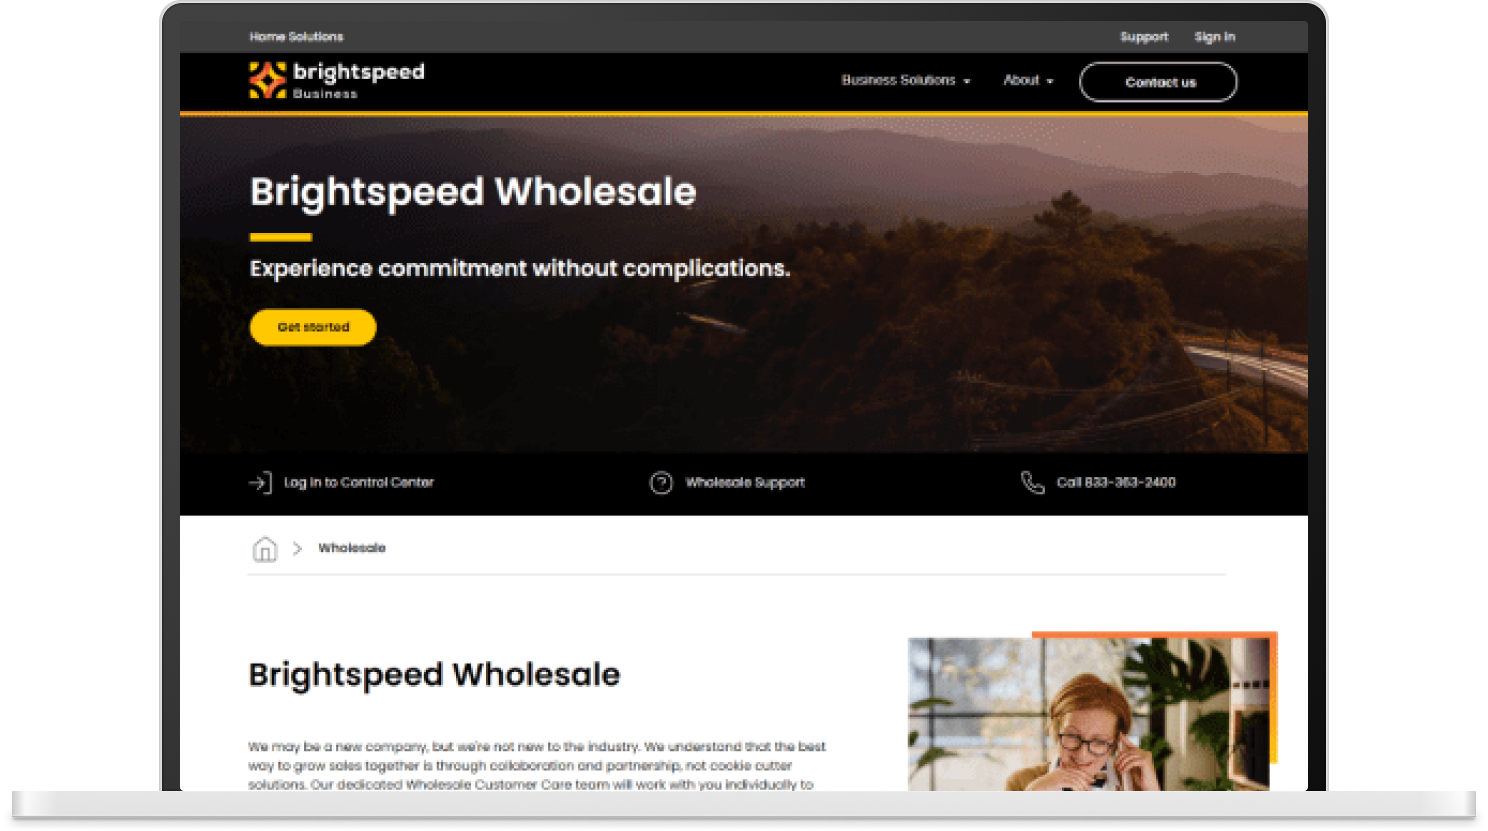 Home Solutions
Support
Sign in
brightspeed
Business
Business Solutions
About
Contact us
Brightspeed Wholesale
Experience commitment without complications.
Get started
Log in to Control Center
Wholesale Support
Call 833-363-2400
Wholesale
Brightspeed Wholesale
We may be a new company, but we're not new to the industry. We understand that the best
way to grow sales together is through collaboration and partnership, not cookie cutter
solutions. Our dedicated Wholesale Customer Care team will work with you individually to